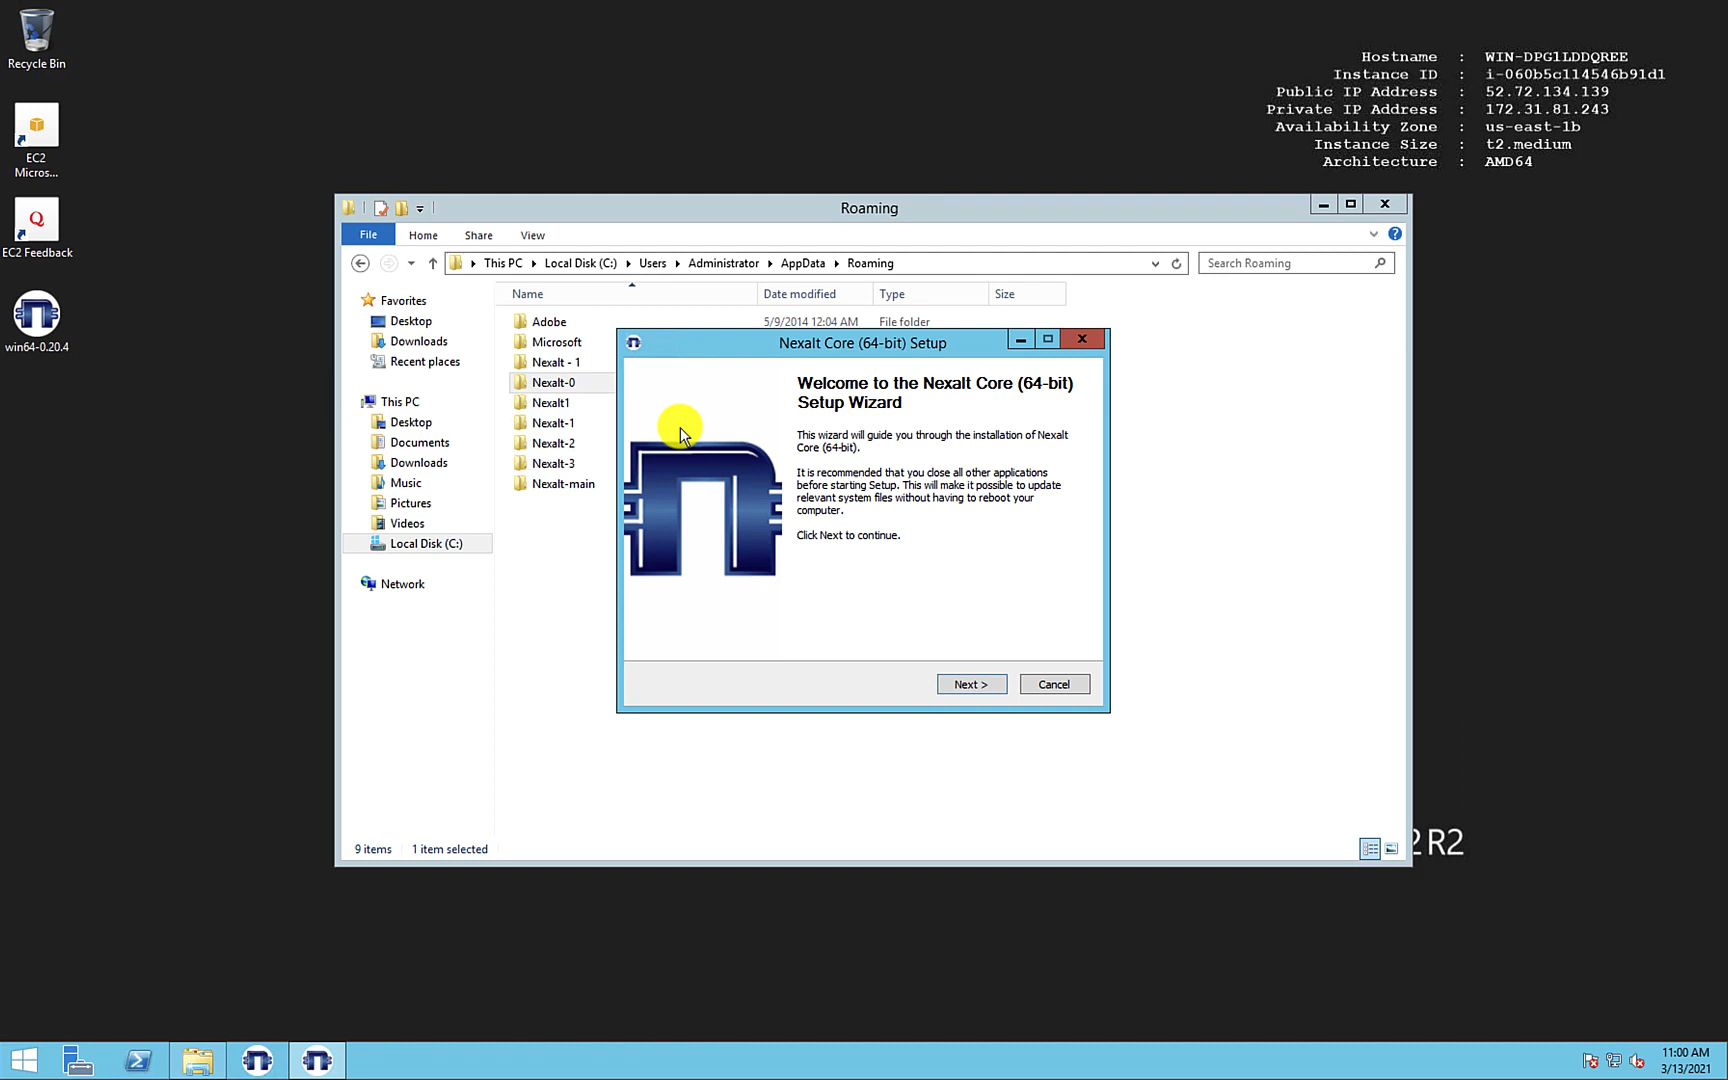 Recycle Bin
EC2
Micros...
EC2 Feedback
win64-0.20.4
Hostname : WIN-DPG1LDDQREE
Instance ID : i-060b5c114546b91d1
Public IP Address : 52.72.134.139
Private IP Address : 172.31.81.243
Availability Zone : us-east-1b
Instance Size : t2.medium
Architecture : AMD64
Roaming
File Home Share View
This PC Local Disk (C:) Users Administrator AppData Roaming
Search Roaming
Name Date modified Type Size
Favorites
Desktop
Downloads
Recent places
This PC
Desktop
Documents
Downloads
Music
Pictures
Videos
Local Disk (C:)
Network
Adobe 5/9/2014 12:04 AM File folder
Microsoft
Nexalt - 1
Nexalt-0
Nexalt1
Nexalt-1
Nexalt-2
Nexalt-3
Nexalt-main
Nexalt Core (64-bit) Setup
Welcome to the Nexalt Core (64-bit)
Setup Wizard
This wizard will guide you through the installation of Nexalt
Core (64-bit).
It is recommended that you close all other applications
before starting Setup. This will make it possible to update
relevant system files without having to reboot your
computer.
Click Next to continue.
Next > Cancel
9 items 1 item selected
2 R2
11:00 AM
3/13/2021